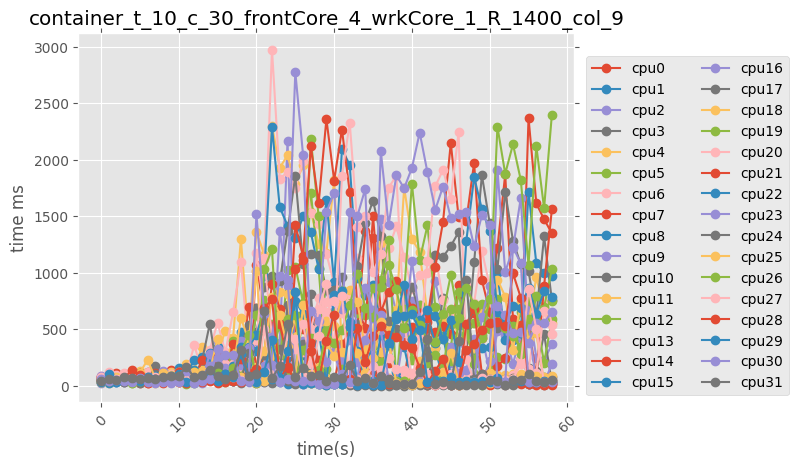 container_t_10_c_30_frontCore_4_wrkCore_1_R_1400_col_9
time ms
3000
2500
2000
1500
1000
500
0
0
10
20
30
40
50
60
time(s)
cpu0
cpu1
cpu2
cpu3
cpu4
cpu5
cpu6
cpu7
cpu8
cpu9
cpu10
cpu11
cpu12
cpu13
cpu14
cpu15
cpu16
cpu17
cpu18
cpu19
cpu20
cpu21
cpu22
cpu23
cpu24
cpu25
cpu26
cpu27
cpu28
cpu29
cpu30
cpu31